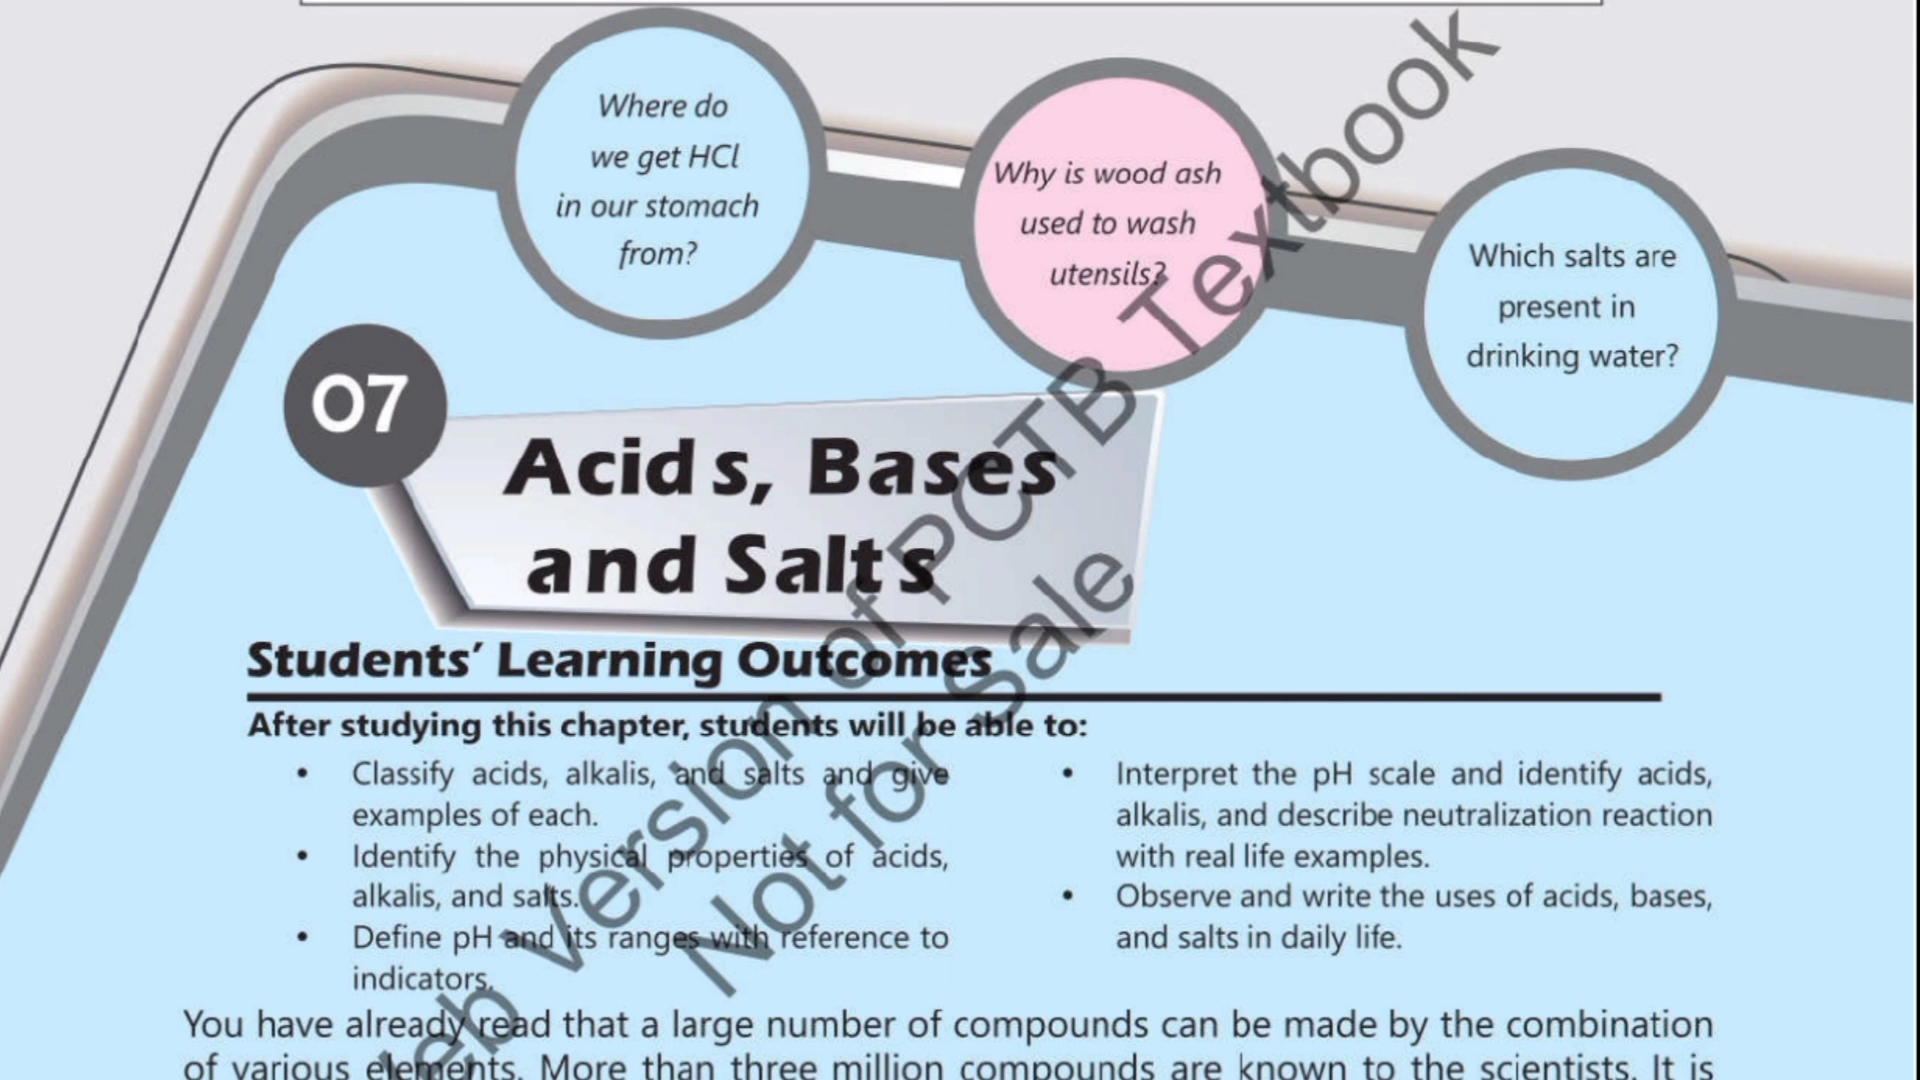 Where do
we get HCl
in our stomach
from?
Why is wood ash
used to wash
utensils?
Which salts are
present in
drinking water?
07
Acids, Bases
and Salts
Students' Learning Outcomes
After studying this chapter, students will be able to:
• Classify acids, alkalis, and salts and give
examples of each.
• Identify the physical properties of acids,
alkalis, and salts.
• Define pH and its ranges with reference to
indicators.
• Interpret the pH scale and identify acids,
alkalis, and describe neutralization reaction
with real life examples.
• Observe and write the uses of acids, bases,
and salts in daily life.
You have already read that a large number of compounds can be made by the combination
of various elements. More than three million compounds are known to the scientists. It is
eb Version of PCTB Textbook
Not for Sale